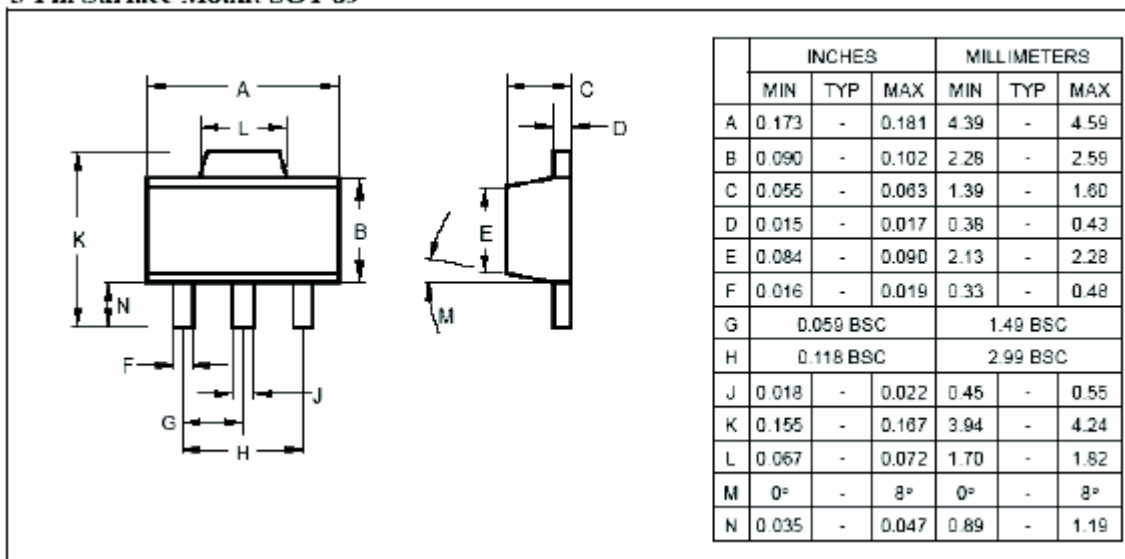 A
L
C
D
K
B
E
N
M
F
J
G
H
INCHES MILLIMETERS
MIN TYP MAX MIN TYP MAX
A 0.173 - 0.181 4.39 - 4.59
B 0.090 - 0.102 2.28 - 2.59
C 0.055 - 0.063 1.39 - 1.60
D 0.015 - 0.017 0.38 - 0.43
E 0.084 - 0.090 2.13 - 2.28
F 0.016 - 0.019 0.33 - 0.48
G 0.059 BSC 1.49 BSC
H 0.118 BSC 2.99 BSC
J 0.018 - 0.022 0.45 - 0.55
K 0.155 - 0.167 3.94 - 4.24
L 0.067 - 0.072 1.70 - 1.82
M 0° - 8° 0° - 8°
N 0.035 - 0.047 0.89 - 1.19